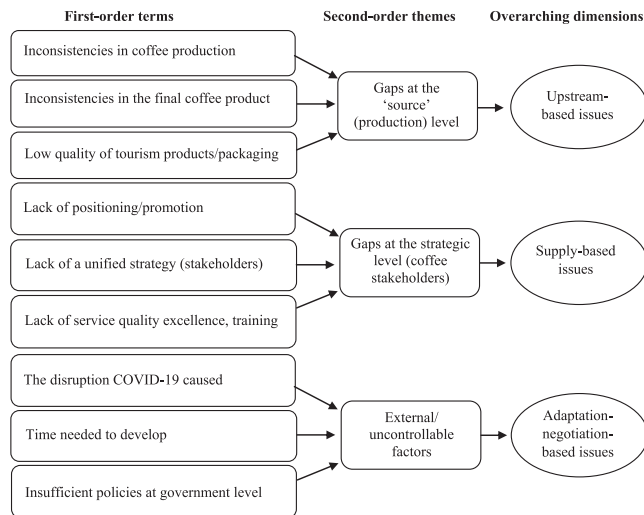 First-order terms
Second-order themes
Overarching dimensions
Inconsistencies in coffee production
Inconsistencies in the final coffee product
Low quality of tourism products/packaging
Gaps at the
‘source’
(production) level
Upstream-
based issues
Lack of positioning/promotion
Lack of a unified strategy (stakeholders)
Lack of service quality excellence, training
Gaps at the strategic
level (coffee
stakeholders)
Supply-based
issues
The disruption COVID-19 caused
Time needed to develop
Insufficient policies at government level
External/
uncontrollable
factors
Adaptation-
negotiation-
based issues